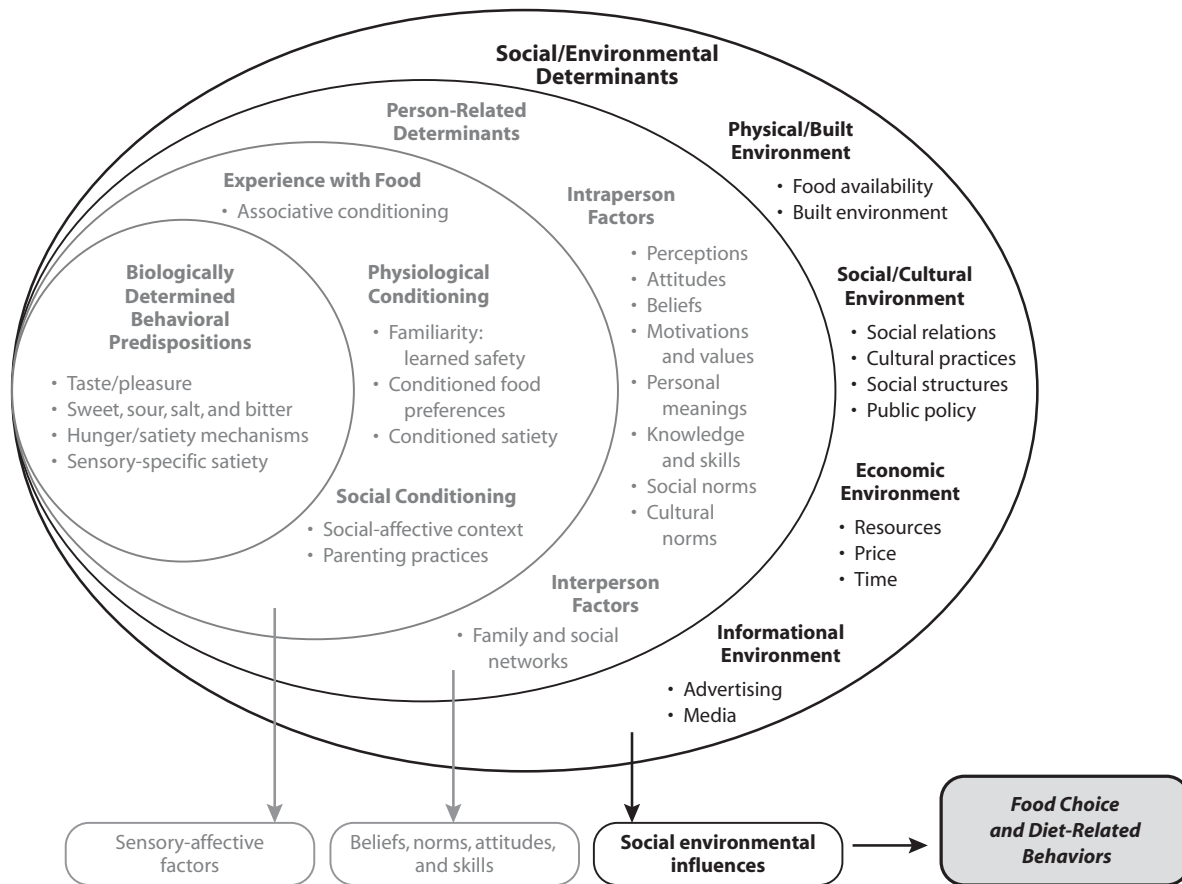 Social/Environmental
Determinants
Person-Related
Determinants
Experience with Food
• Associative conditioning
Biologically
Determined
Behavioral
Predispositions
• Taste/pleasure
• Sweet, sour, salt, and bitter
• Hunger/satiety mechanisms
• Sensory-specific satiety
Physiological
Conditioning
• Familiarity:
learned safety
• Conditioned food
preferences
• Conditioned satiety
Social Conditioning
• Social-affective context
• Parenting practices
Intraperson
Factors
• Perceptions
• Attitudes
• Beliefs
• Motivations
and values
• Personal
meanings
• Knowledge
and skills
• Social norms
• Cultural
norms
Interperson
Factors
• Family and social
networks
Physical/Built
Environment
• Food availability
• Built environment
Social/Cultural
Environment
• Social relations
• Cultural practices
• Social structures
• Public policy
Economic
Environment
• Resources
• Price
• Time
Informational
Environment
• Advertising
• Media
Sensory-affective
factors
Beliefs, norms, attitudes,
and skills
Social environmental
influences
Food Choice
and Diet-Related
Behaviors